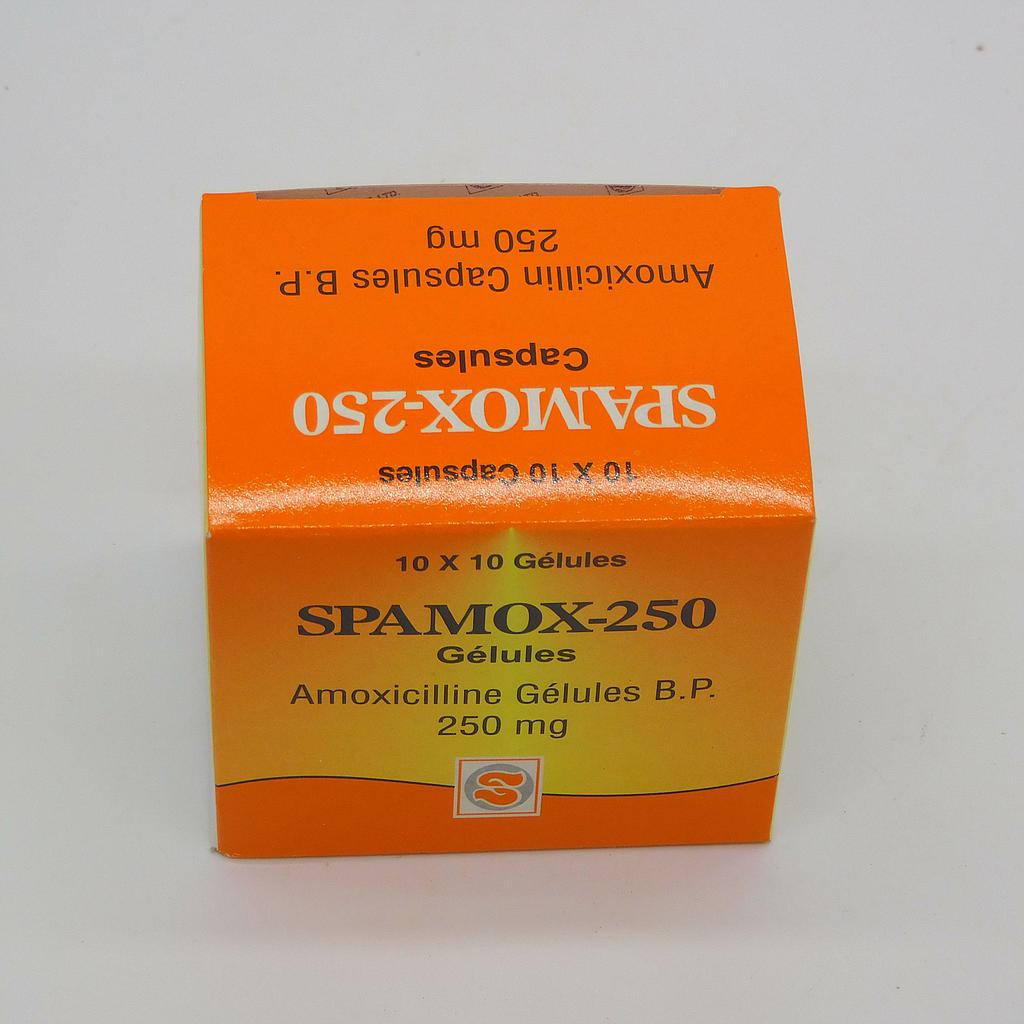 250 mg
Amoxicillin Capsules B.P.
Capsules
SPAMOX-250
10 X 10 Capsules
10 X 10 Gélules
SPAMOX-250
Gélules
Amoxicilline Gélules B.P.
250 mg